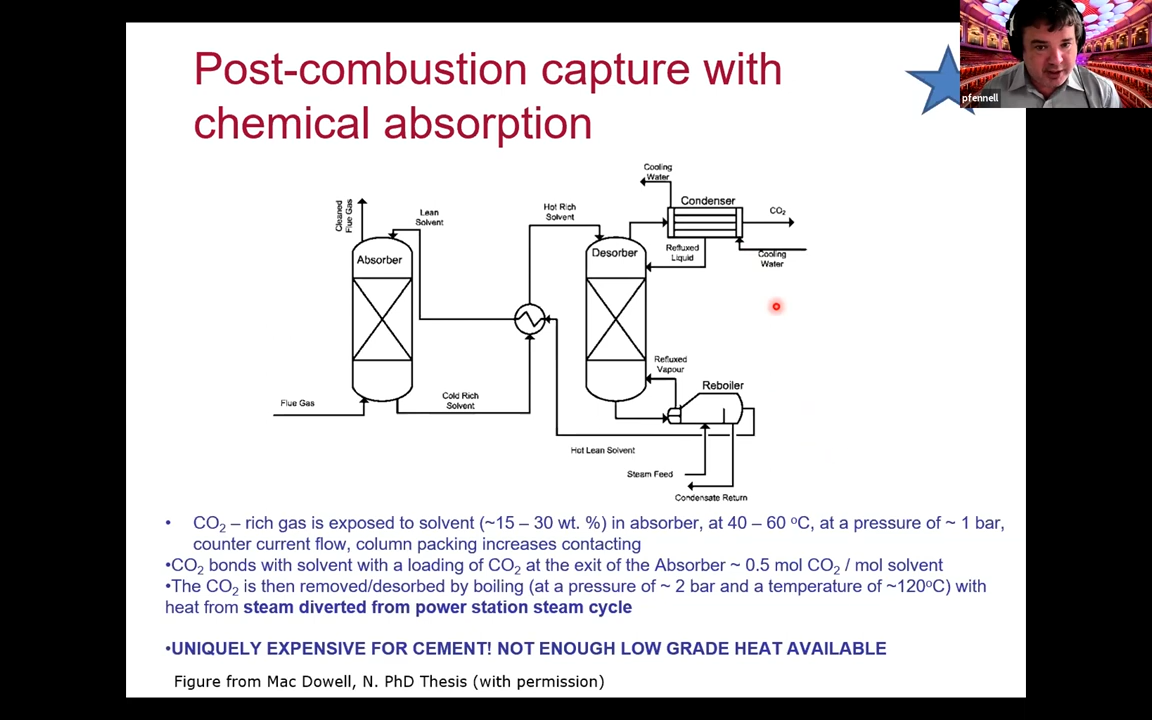 Post-combustion capture with
chemical absorption
pfennell
Cooling
Water
Condenser
CO₂
Cleaned
Flue Gas
Lean
Solvent
Hot Rich
Solvent
Absorber
Desorber
Refluxed
Liquid
Cooling
Water
Refluxed
Vapour
Reboiler
Flue Gas
Cold Rich
Solvent
Hot Lean Solvent
Steam Feed
Condensate Return
• CO₂ – rich gas is exposed to solvent (~15 – 30 wt. %) in absorber, at 40 – 60 ᵒC, at a pressure of ~ 1 bar,
counter current flow, column packing increases contacting
•CO₂ bonds with solvent with a loading of CO₂ at the exit of the Absorber ~ 0.5 mol CO₂ / mol solvent
•The CO₂ is then removed/desorbed by boiling (at a pressure of ~ 2 bar and a temperature of ~120ᵒC) with
heat from steam diverted from power station steam cycle
•UNIQUELY EXPENSIVE FOR CEMENT! NOT ENOUGH LOW GRADE HEAT AVAILABLE
Figure from Mac Dowell, N. PhD Thesis (with permission)